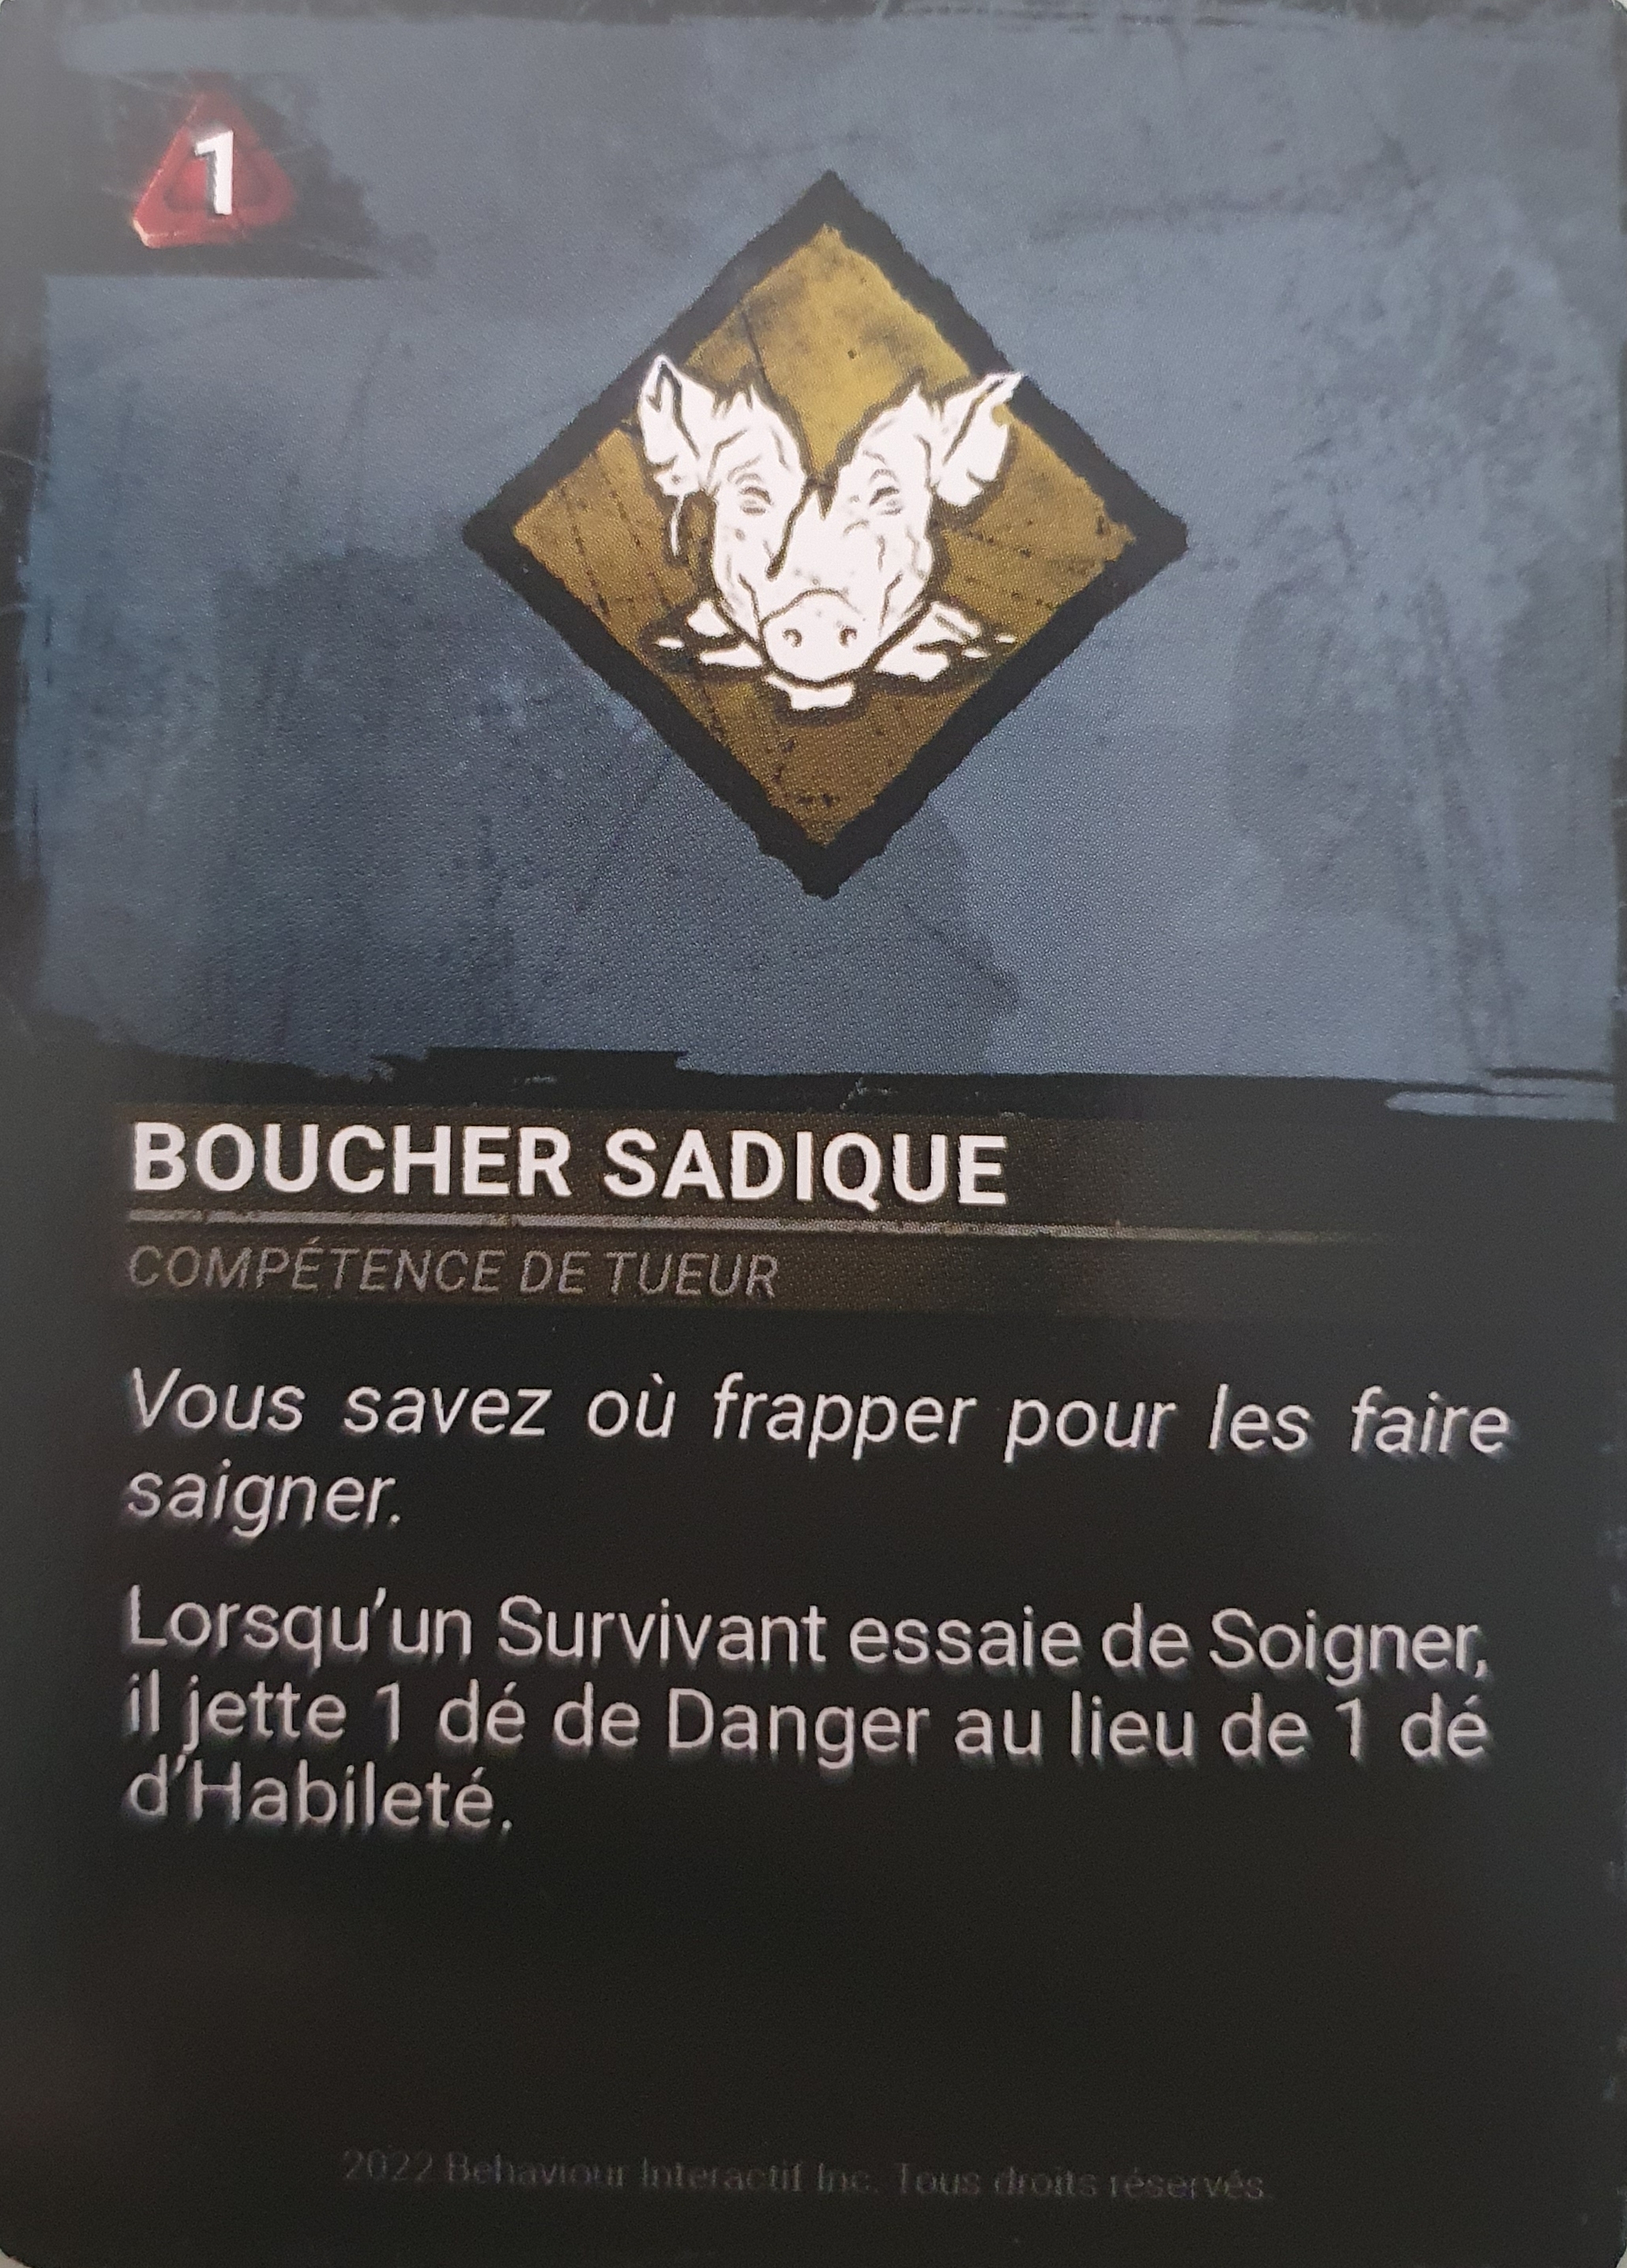 1
BOUCHER SADIQUE
COMPÉTENCE DE TUEUR
Vous savez où frapper pour les faire
saigner.
Lorsqu'un Survivant essaie de Soigner,
il jette 1 dé de Danger au lieu de 1 dé
d'Habileté.
2022 Behaviour Interactif Inc. Tous droits réservés.